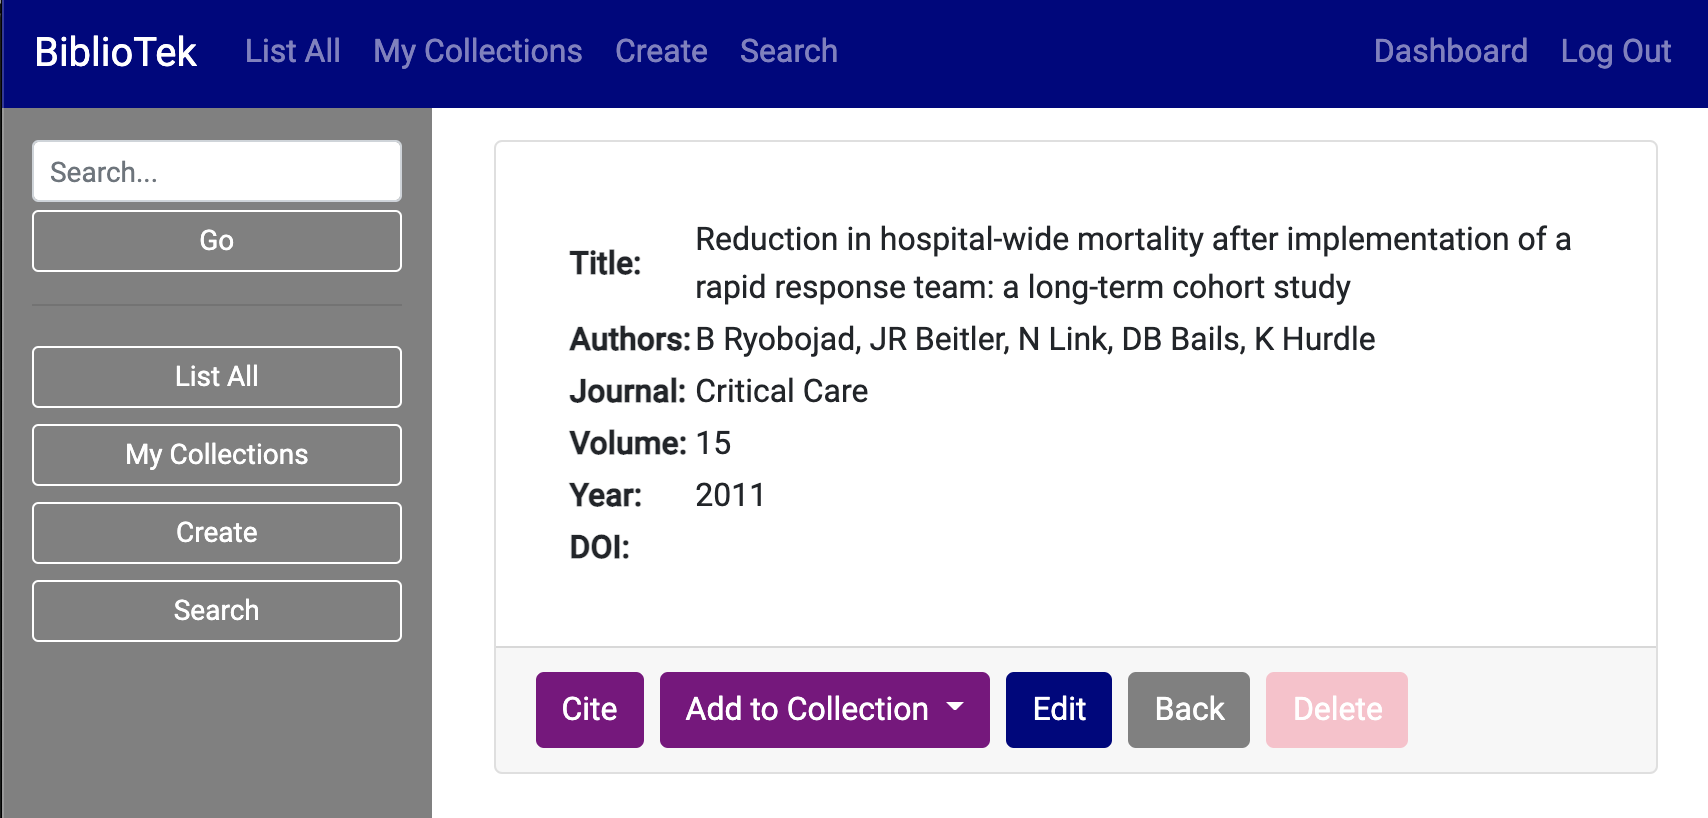 BiblioTek List All My Collections Create Search Dashboard Log Out
Search...
Go
List All
My Collections
Create
Search
Title: Reduction in hospital-wide mortality after implementation of a
rapid response team: a long-term cohort study
Authors: B Ryobojad, JR Beitler, N Link, DB Bails, K Hurdle
Journal: Critical Care
Volume: 15
Year: 2011
DOI:
Cite Add to Collection Edit Back Delete